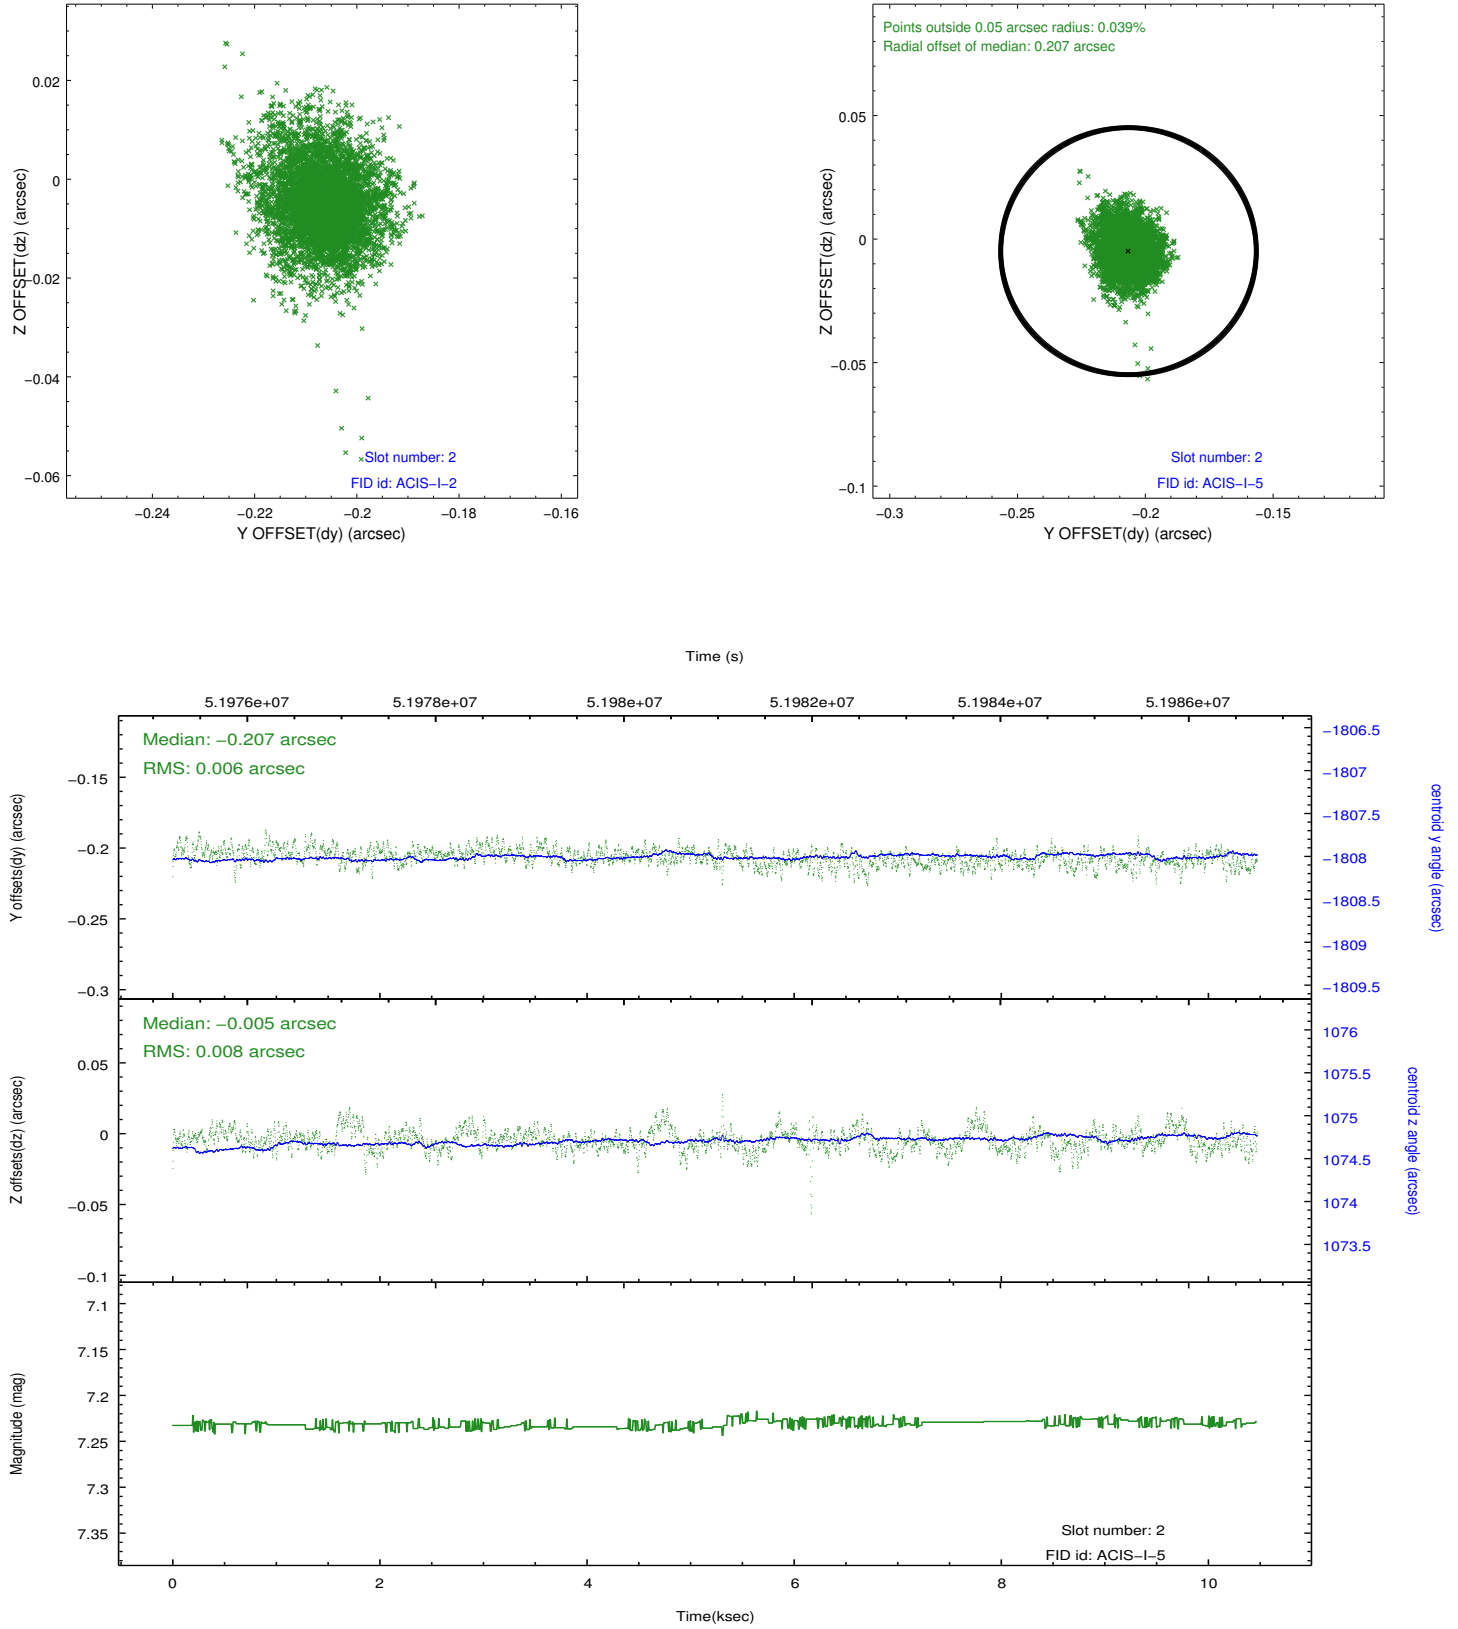 0.02
0
−0.02
−0.04
−0.06
Z OFFSET(dz) (arcsec)
Slot number: 2
FID id: ACIS−I−2
−0.24
−0.22
−0.2
−0.18
−0.16
Y OFFSET(dy) (arcsec)
Points outside 0.05 arcsec radius: 0.039%
Radial offset of median: 0.207 arcsec
0.05
0
−0.05
−0.1
Z OFFSET(dz) (arcsec)
Slot number: 2
FID id: ACIS−I−5
−0.3
−0.25
−0.2
−0.15
Y OFFSET(dy) (arcsec)
Time (s)
5.1976e+07
5.1978e+07
5.198e+07
5.1982e+07
5.1984e+07
5.1986e+07
Median: −0.207 arcsec
RMS: 0.006 arcsec
−0.15
−0.2
−0.25
−0.3
Y offsets(dy) (arcsec)
−1806.5
−1807
−1807.5
−1808
−1808.5
−1809
−1809.5
centroid y angle (arcsec)
Median: −0.005 arcsec
RMS: 0.008 arcsec
0.05
0
−0.05
−0.1
Z offsets(dz) (arcsec)
1076
1075.5
1075
1074.5
1074
1073.5
centroid z angle (arcsec)
7.1
7.15
7.2
7.25
7.3
7.35
Magnitude (mag)
Slot number: 2
FID id: ACIS−I−5
0
2
4
6
8
10
Time(ksec)